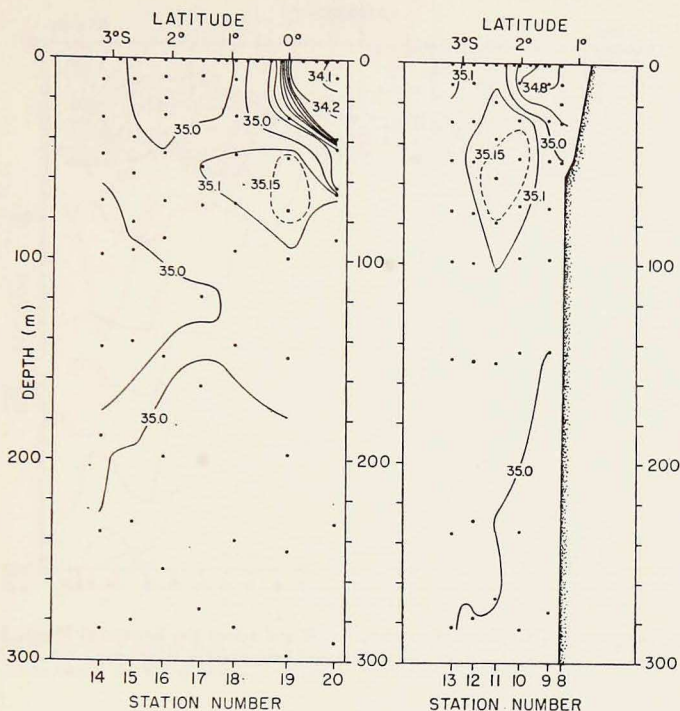 LATITUDE
3°S 2° 1° 0°
0
34.1
34.2
35.0
35.0
35.1
35.15
100
35.0
DEPTH (m)
35.0
200
300
14 15 16 17 18 19 20
STATION NUMBER
LATITUDE
3°S 2° 1°
0 0
35.1
34.8
35.0
35.15
35.1
100 100
200 200
35.0
300 300
13 12 11 10 9 8
STATION NUMBER